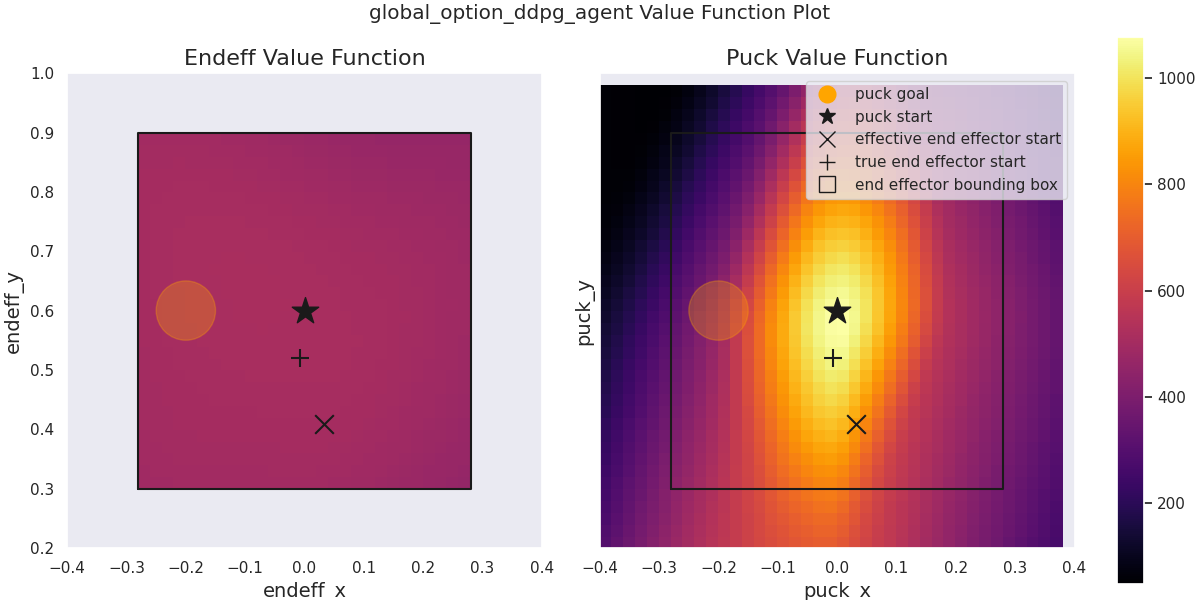 global_option_ddpg_agent Value Function Plot
Endeff Value Function
1.0
0.9
0.8
0.7
0.6
0.5
0.4
0.3
0.2
endeff_y
−0.4 −0.3 −0.2 −0.1 0.0 0.1 0.2 0.3 0.4
endeff_x
Puck Value Function
puck goal
puck start
effective end effector start
true end effector start
end effector bounding box
puck_y
−0.4 −0.3 −0.2 −0.1 0.0 0.1 0.2 0.3 0.4
puck_x
1000
800
600
400
200